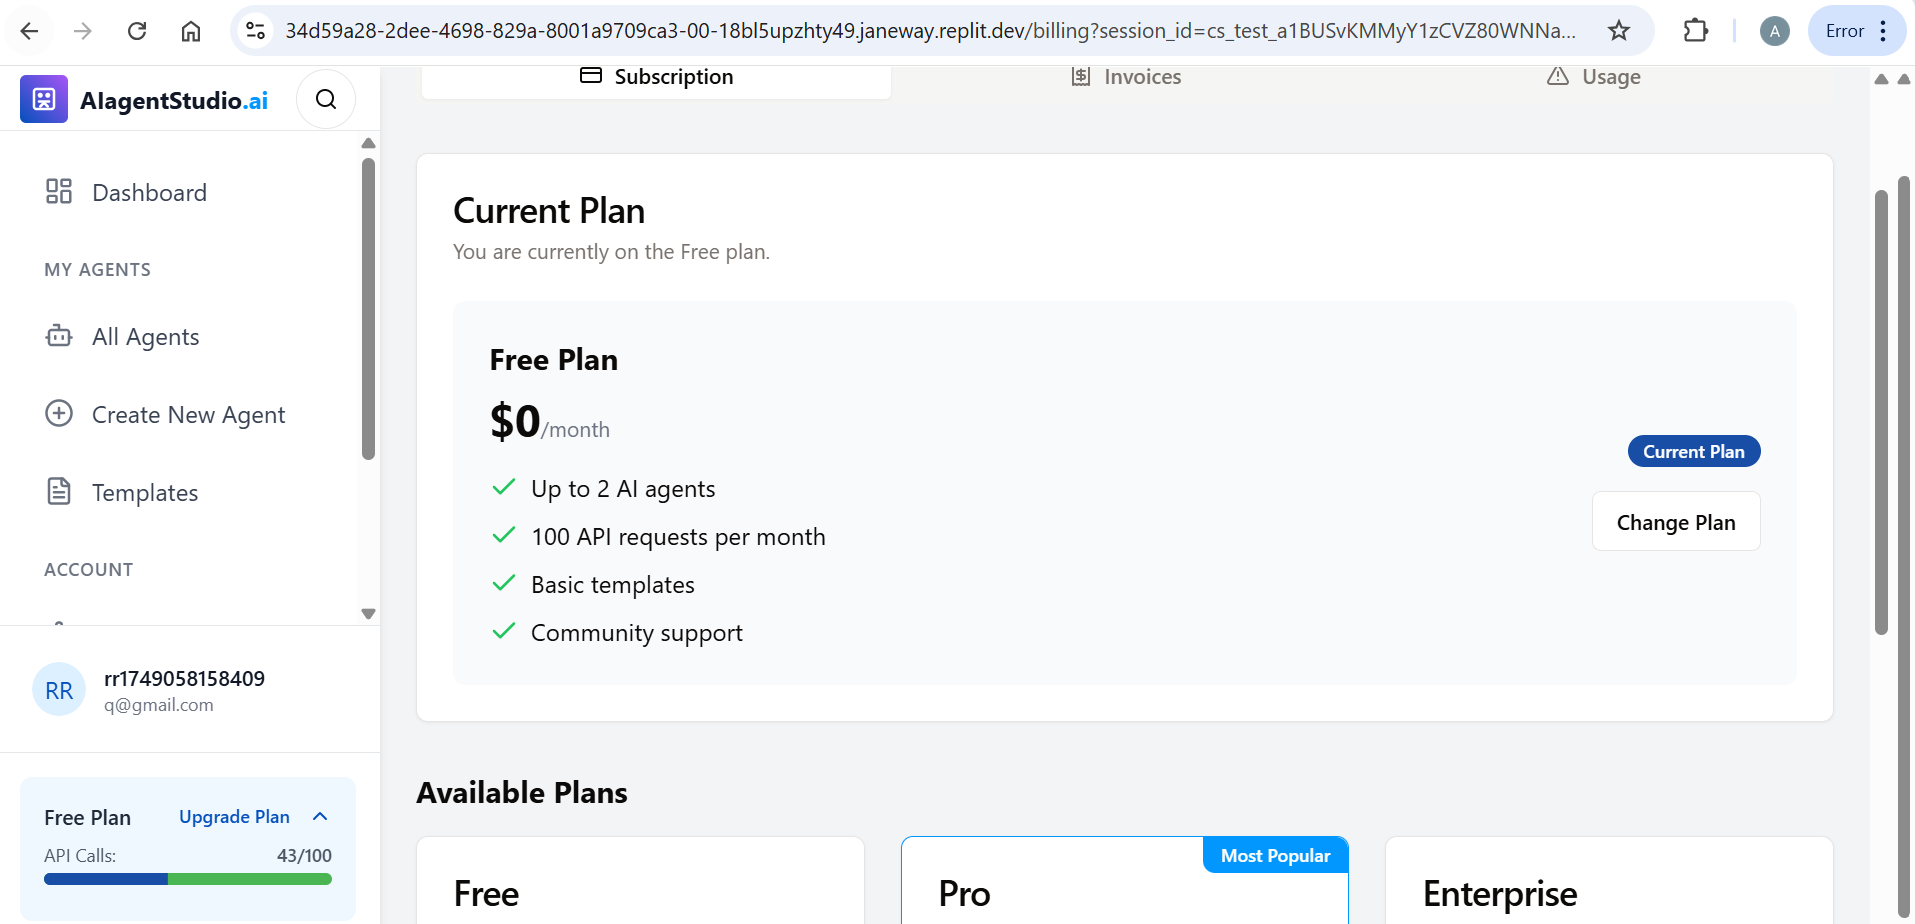 34d59a28-2dee-4698-829a-8001a9709ca3-00-18bl5upzhty49.janeway.replit.dev/billing?session_id=cs_test_a1BUSvKMMyY1zCVZ80WNNa...
A
Error
AIagentStudio.ai
Subscription
Invoices
Usage
Dashboard
MY AGENTS
All Agents
Create New Agent
Templates
ACCOUNT
RR
rr1749058158409
q@gmail.com
Free Plan
Upgrade Plan
API Calls:
43/100
Current Plan
You are currently on the Free plan.
Free Plan
$0/month
Up to 2 AI agents
100 API requests per month
Basic templates
Community support
Current Plan
Change Plan
Available Plans
Free
Most Popular
Pro
Enterprise